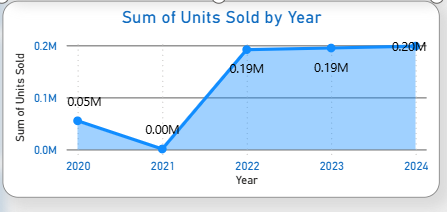 Sum of Units Sold by Year
Sum of Units Sold
0.2M
0.1M
0.0M
0.05M
0.00M
0.19M
0.19M
0.20M
2020
2021
2022
2023
2024
Year